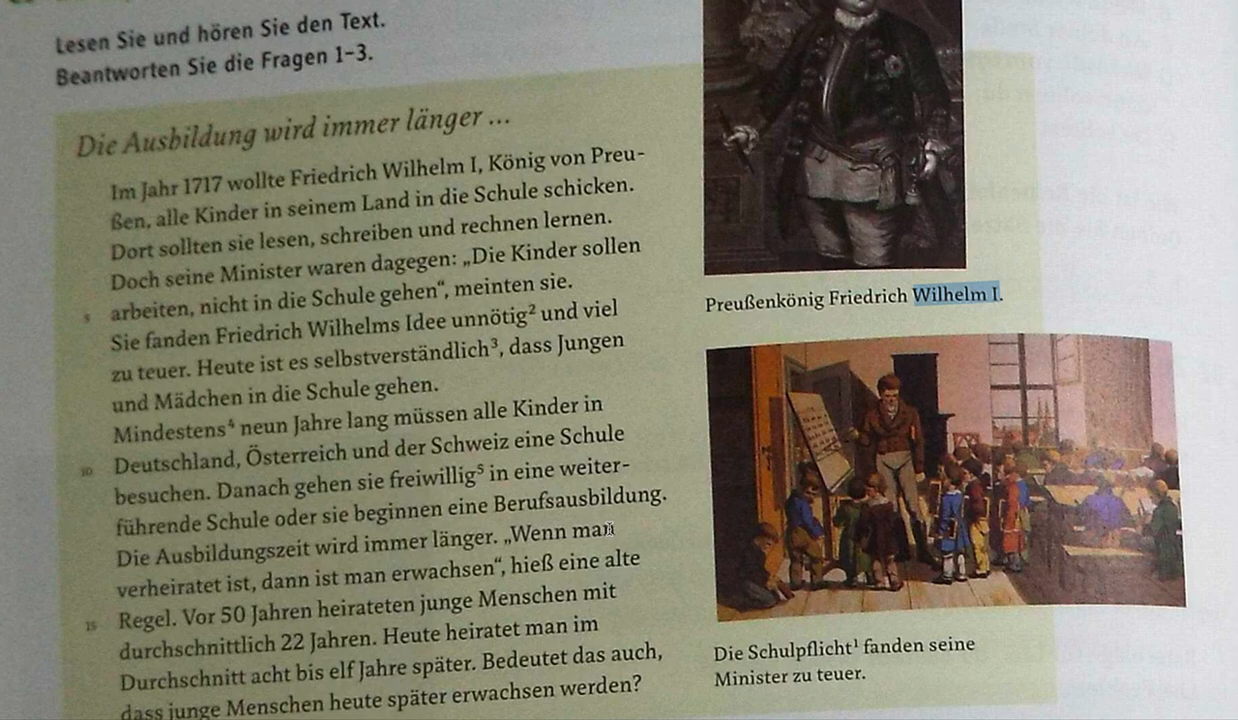 Lesen Sie und hören Sie den Text.
Beantworten Sie die Fragen 1–3.
Die Ausbildung wird immer länger ...
Im Jahr 1717 wollte Friedrich Wilhelm I, König von Preu-
ßen, alle Kinder in seinem Land in die Schule schicken.
Dort sollten sie lesen, schreiben und rechnen lernen.
Doch seine Minister waren dagegen: „Die Kinder sollen
5 arbeiten, nicht in die Schule gehen“, meinten sie.
Sie fanden Friedrich Wilhelms Idee unnötig² und viel
zu teuer. Heute ist es selbstverständlich³, dass Jungen
und Mädchen in die Schule gehen.
Mindestens⁴ neun Jahre lang müssen alle Kinder in
10 Deutschland, Österreich und der Schweiz eine Schule
besuchen. Danach gehen sie freiwillig⁵ in eine weiter-
führende Schule oder sie beginnen eine Berufsausbildung.
Die Ausbildungszeit wird immer länger. „Wenn man
verheiratet ist, dann ist man erwachsen“, hieß eine alte
15 Regel. Vor 50 Jahren heirateten junge Menschen mit
durchschnittlich 22 Jahren. Heute heiratet man im
Durchschnitt acht bis elf Jahre später. Bedeutet das auch,
dass junge Menschen heute später erwachsen werden?
Preußenkönig Friedrich Wilhelm I.
Die Schulpflicht¹ fanden seine
Minister zu teuer.